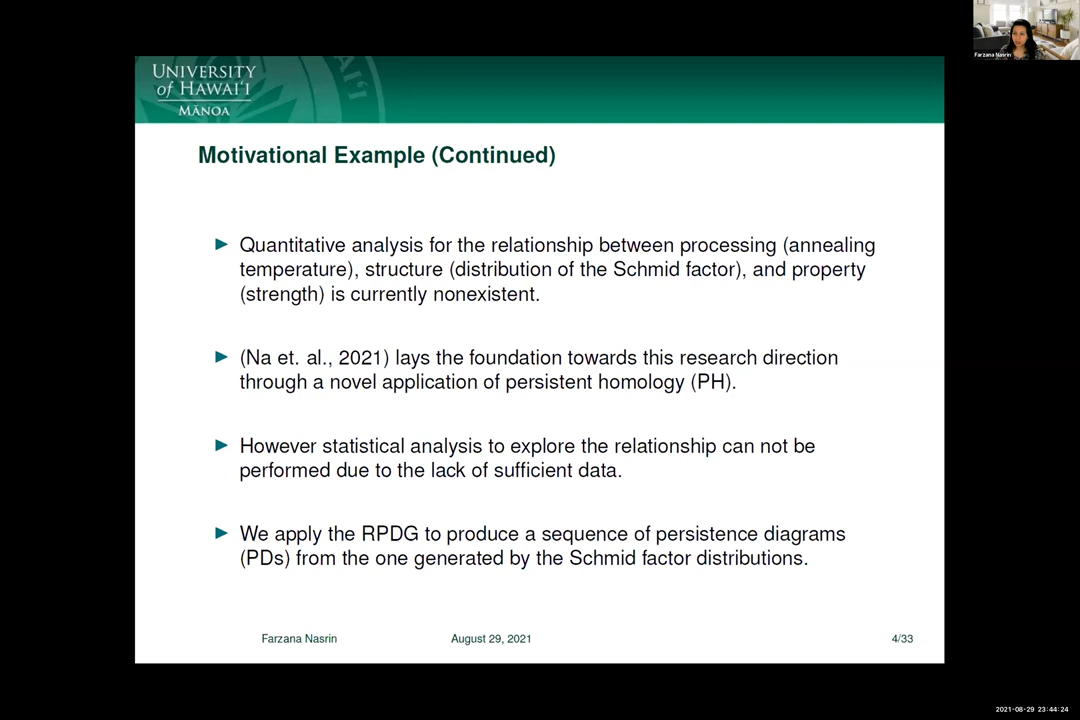 UNIVERSITY
of HAWAIʻI
MĀNOA
Farzana Nasrin
Motivational Example (Continued)
Quantitative analysis for the relationship between processing (annealing
temperature), structure (distribution of the Schmid factor), and property
(strength) is currently nonexistent.
(Na et. al., 2021) lays the foundation towards this research direction
through a novel application of persistent homology (PH).
However statistical analysis to explore the relationship can not be
performed due to the lack of sufficient data.
We apply the RPDG to produce a sequence of persistence diagrams
(PDs) from the one generated by the Schmid factor distributions.
Farzana Nasrin
August 29, 2021
4/33
2021-08-29 23:44:24